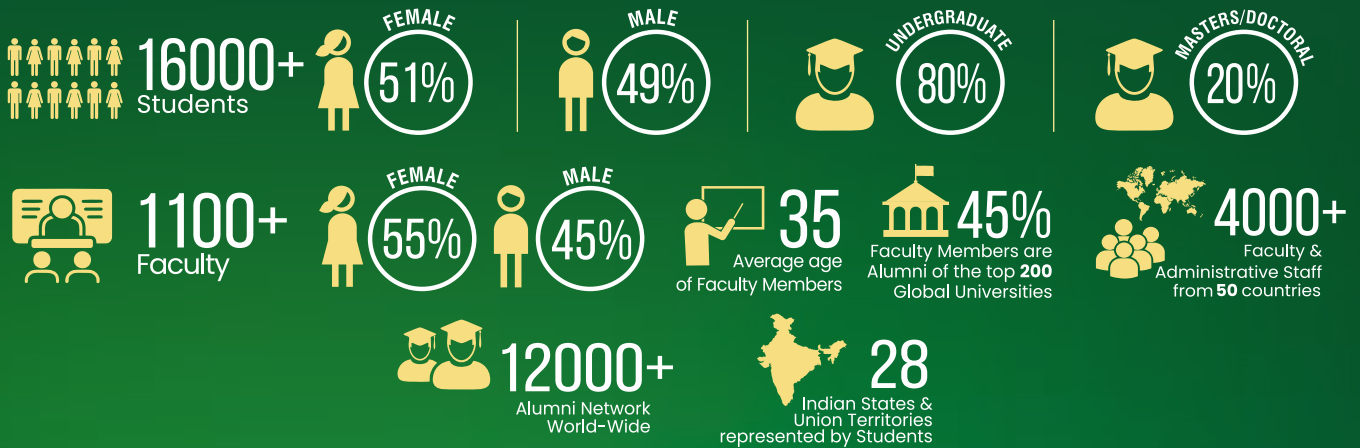 16000+
Students
FEMALE
51%
MALE
49%
UNDERGRADUATE
80%
MASTERS/DOCTORAL
20%
1100+
Faculty
FEMALE
55%
MALE
45%
35
Average age
of Faculty Members
45%
Faculty Members are
Alumni of the top 200
Global Universities
4000+
Faculty &
Administrative Staff
from 50 countries
12000+
Alumni Network
World-Wide
28
Indian States &
Union Territories
represented by Students